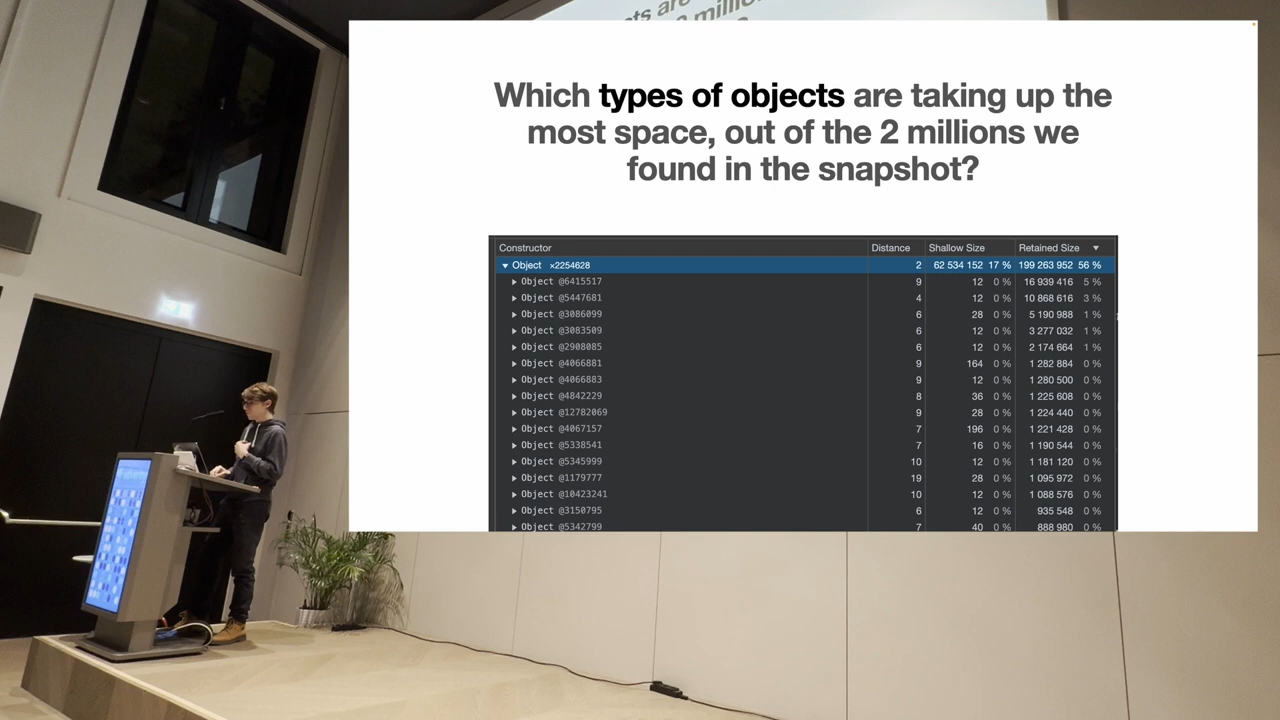 ts are
2 millio
Which types of objects are taking up the
most space, out of the 2 millions we
found in the snapshot?
Constructor Distance Shallow Size Retained Size ▼
▼ Object ×2254628 2 62 534 152 17 % 199 263 952 56 %
▶ Object @6415517 9 12 0 % 16 939 416 5 %
▶ Object @5447681 4 12 0 % 10 868 616 3 %
▶ Object @3086099 6 28 0 % 5 190 988 1 %
▶ Object @3083509 6 12 0 % 3 277 032 1 %
▶ Object @2908085 6 12 0 % 2 174 664 1 %
▶ Object @4066881 9 164 0 % 1 282 884 0 %
▶ Object @4066883 9 12 0 % 1 280 500 0 %
▶ Object @4842229 8 36 0 % 1 225 608 0 %
▶ Object @12782069 9 28 0 % 1 224 440 0 %
▶ Object @4067157 7 196 0 % 1 221 428 0 %
▶ Object @5338541 7 16 0 % 1 190 544 0 %
▶ Object @5345999 10 12 0 % 1 181 120 0 %
▶ Object @1179777 19 28 0 % 1 095 972 0 %
▶ Object @10423241 10 12 0 % 1 088 576 0 %
▶ Object @3150795 6 12 0 % 935 548 0 %
▶ Object @5342799 7 40 0 % 888 980 0 %